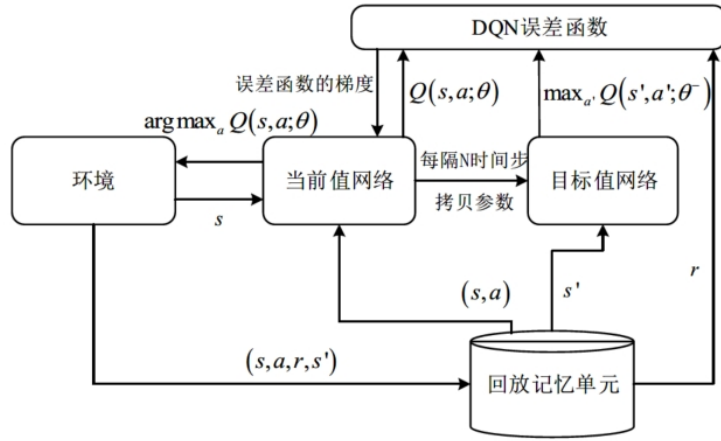 DQN误差函数
误差函数的梯度
Q(s,a;θ)
max_{a'} Q(s',a';θ⁻)
arg max_a Q(s,a;θ)
环境
当前值网络
每隔N时间步
拷贝参数
目标值网络
s
(s,a)
s'
r
(s,a,r,s')
回放记忆单元